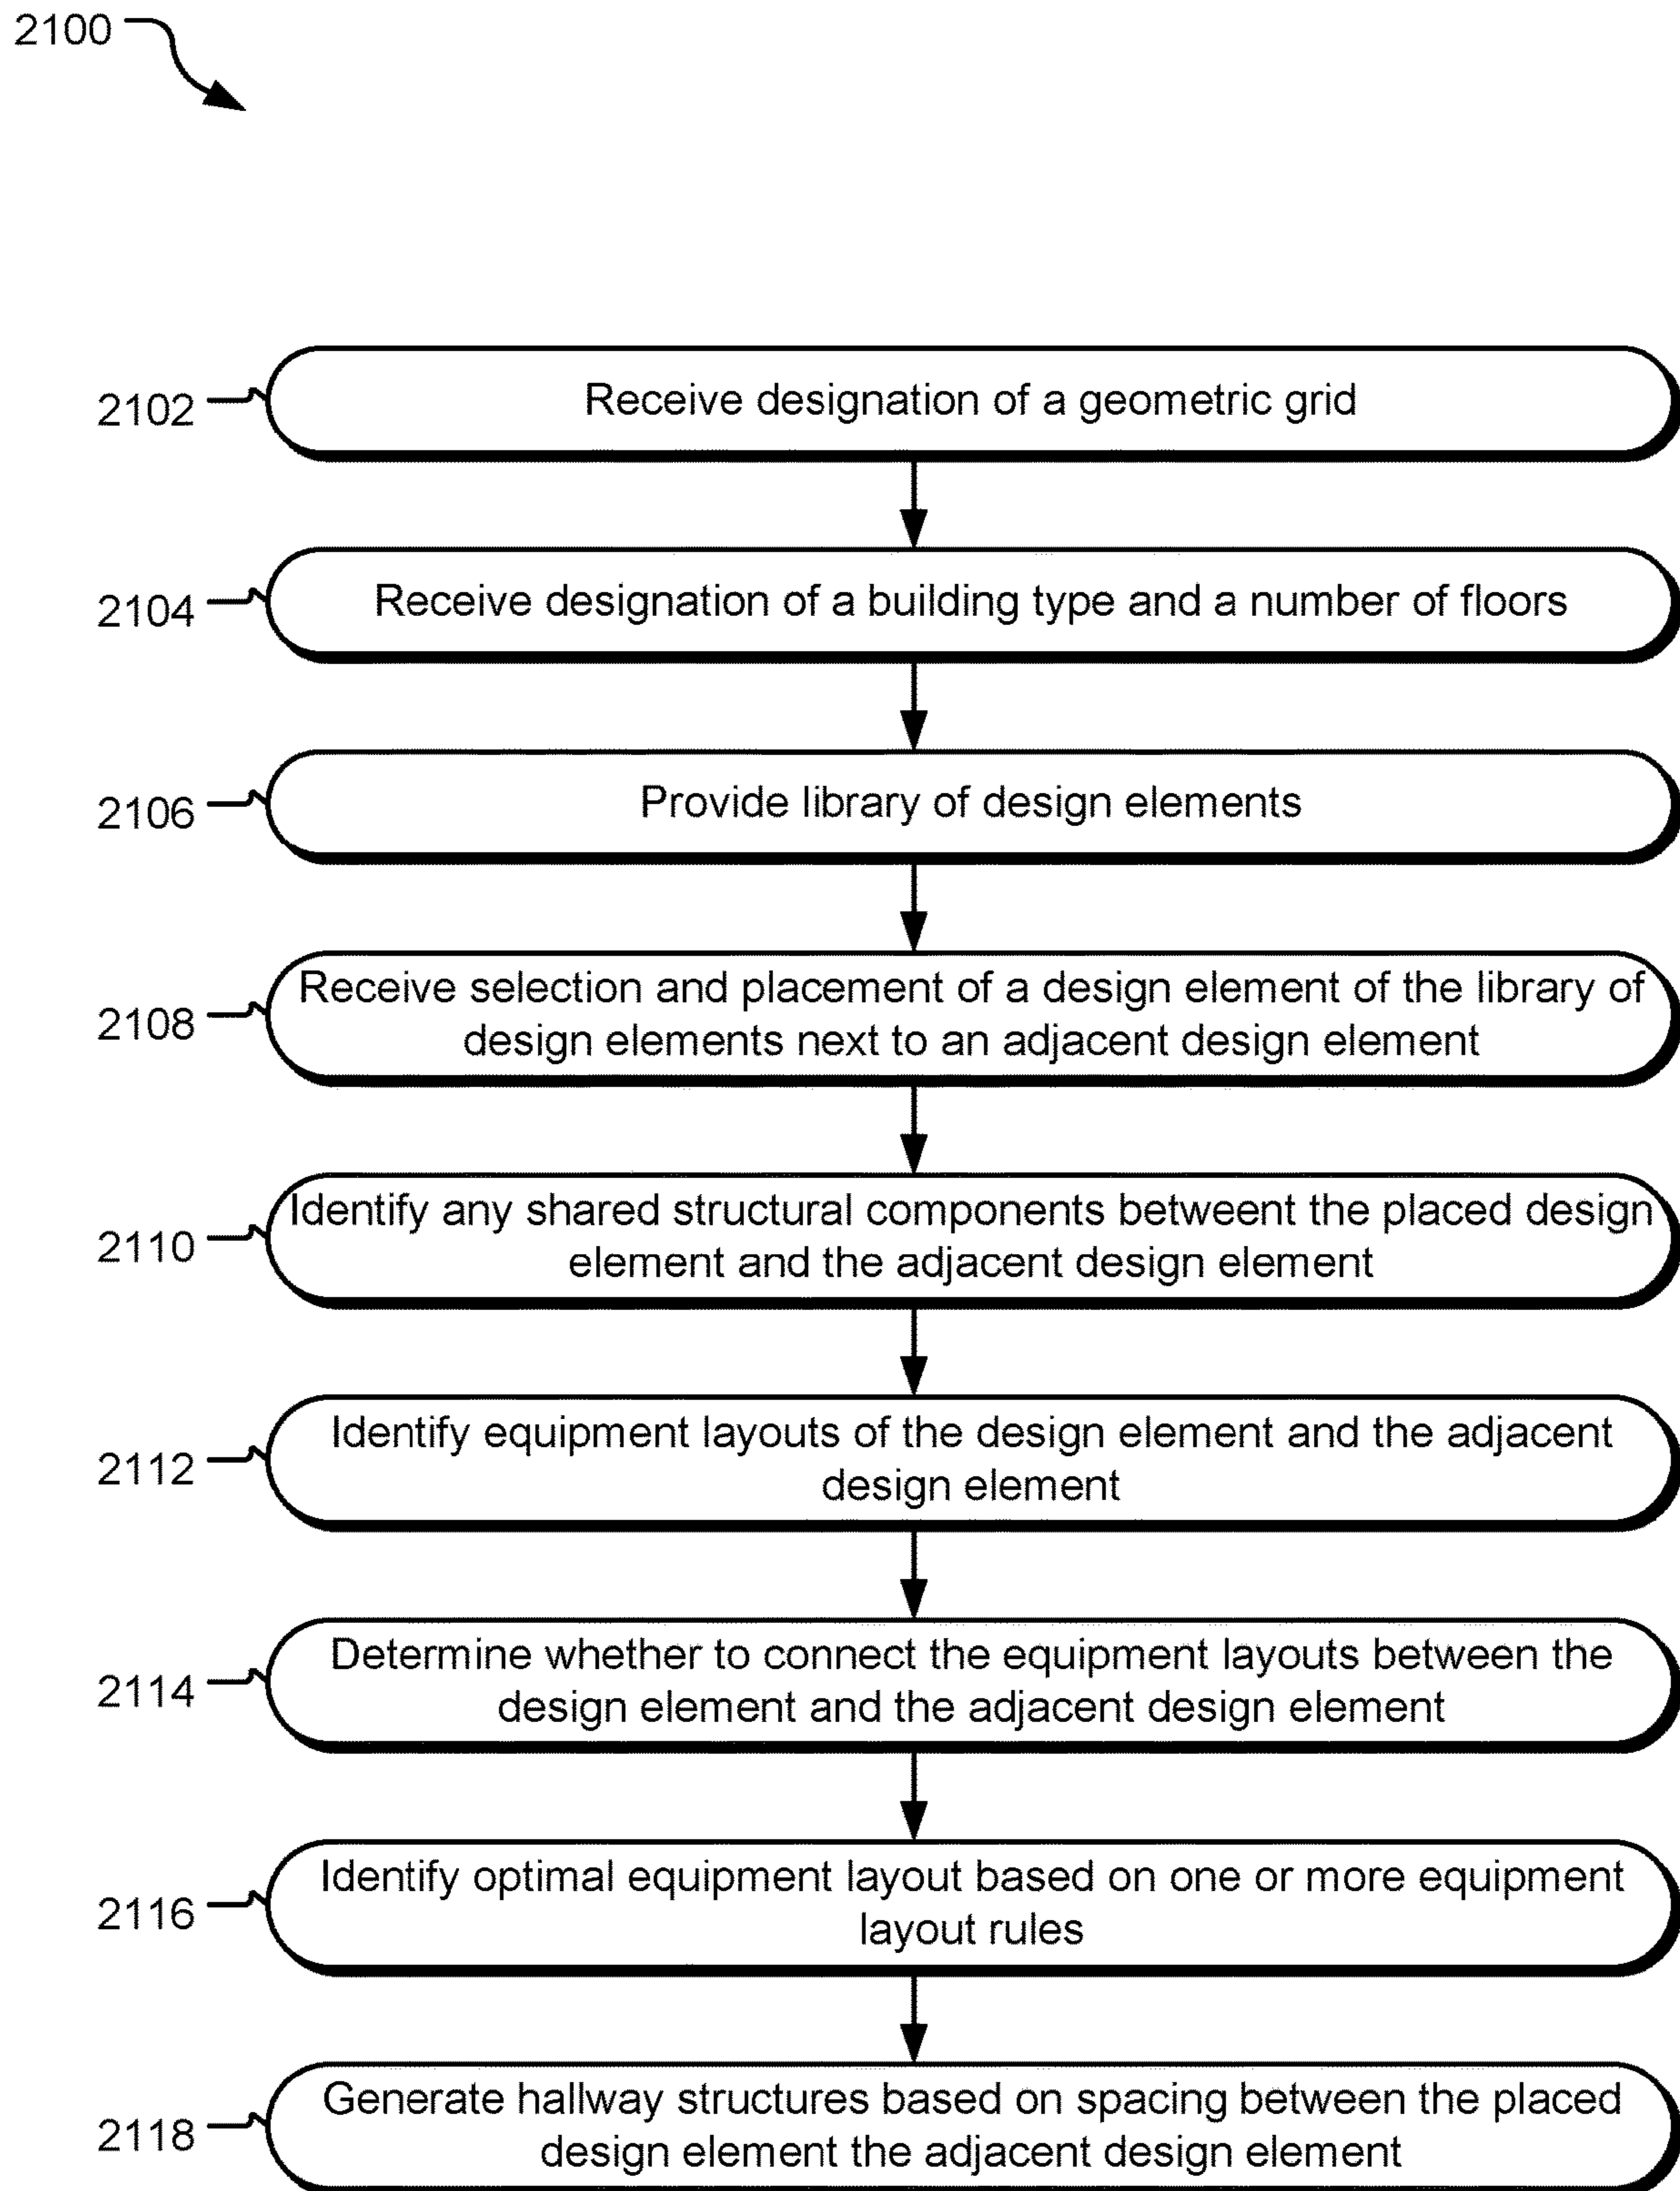 2100
2102
Receive designation of a geometric grid
2104
Receive designation of a building type and a number of floors
2106
Provide library of design elements
2108
Receive selection and placement of a design element of the library of
design elements next to an adjacent design element
2110
Identify any shared structural components betweent the placed design
element and the adjacent design element
2112
Identify equipment layouts of the design element and the adjacent
design element
2114
Determine whether to connect the equipment layouts between the
design element and the adjacent design element
2116
Identify optimal equipment layout based on one or more equipment
layout rules
2118
Generate hallway structures based on spacing between the placed
design element the adjacent design element